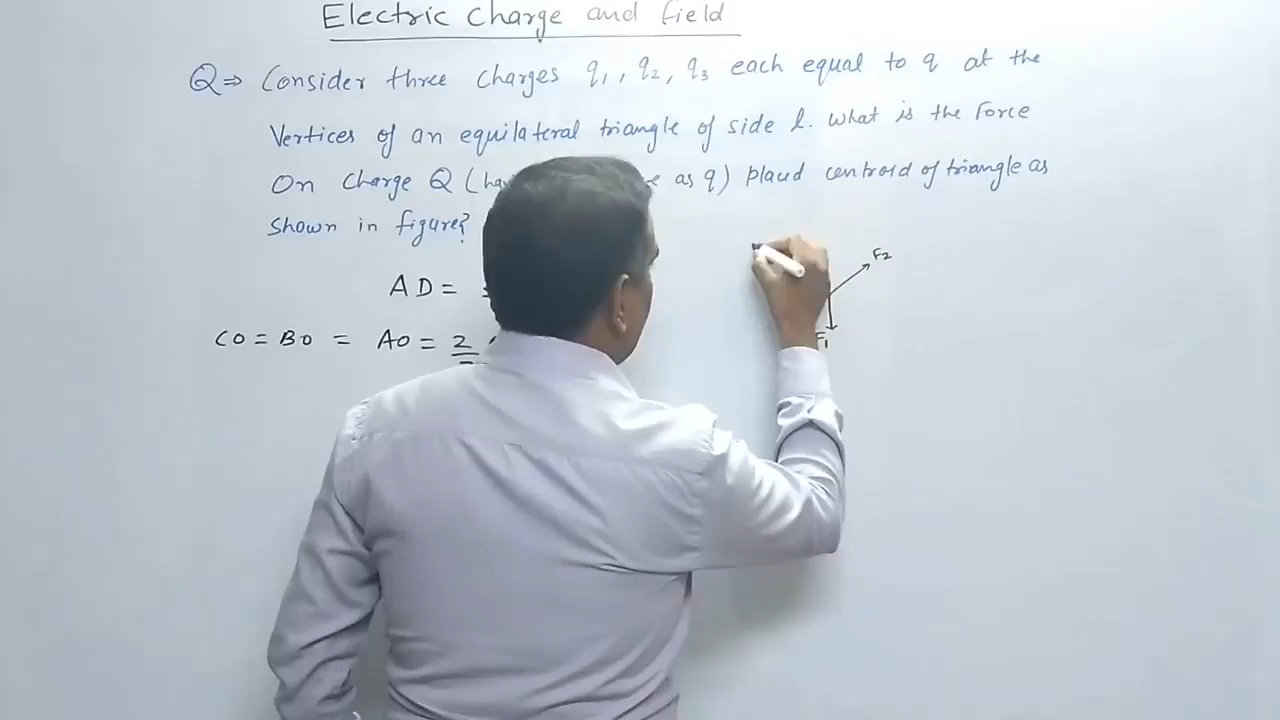 Electric Charge and field
Q⇒ Consider three charges q₁, q₂, q₃ each equal to q at the
Vertices of an equilateral triangle of side l. what is the Force
On charge Q ( as q) placed centroid of triangle as
shown in figure?
F₂
AD =
F₁
CO = BO = AO = 2